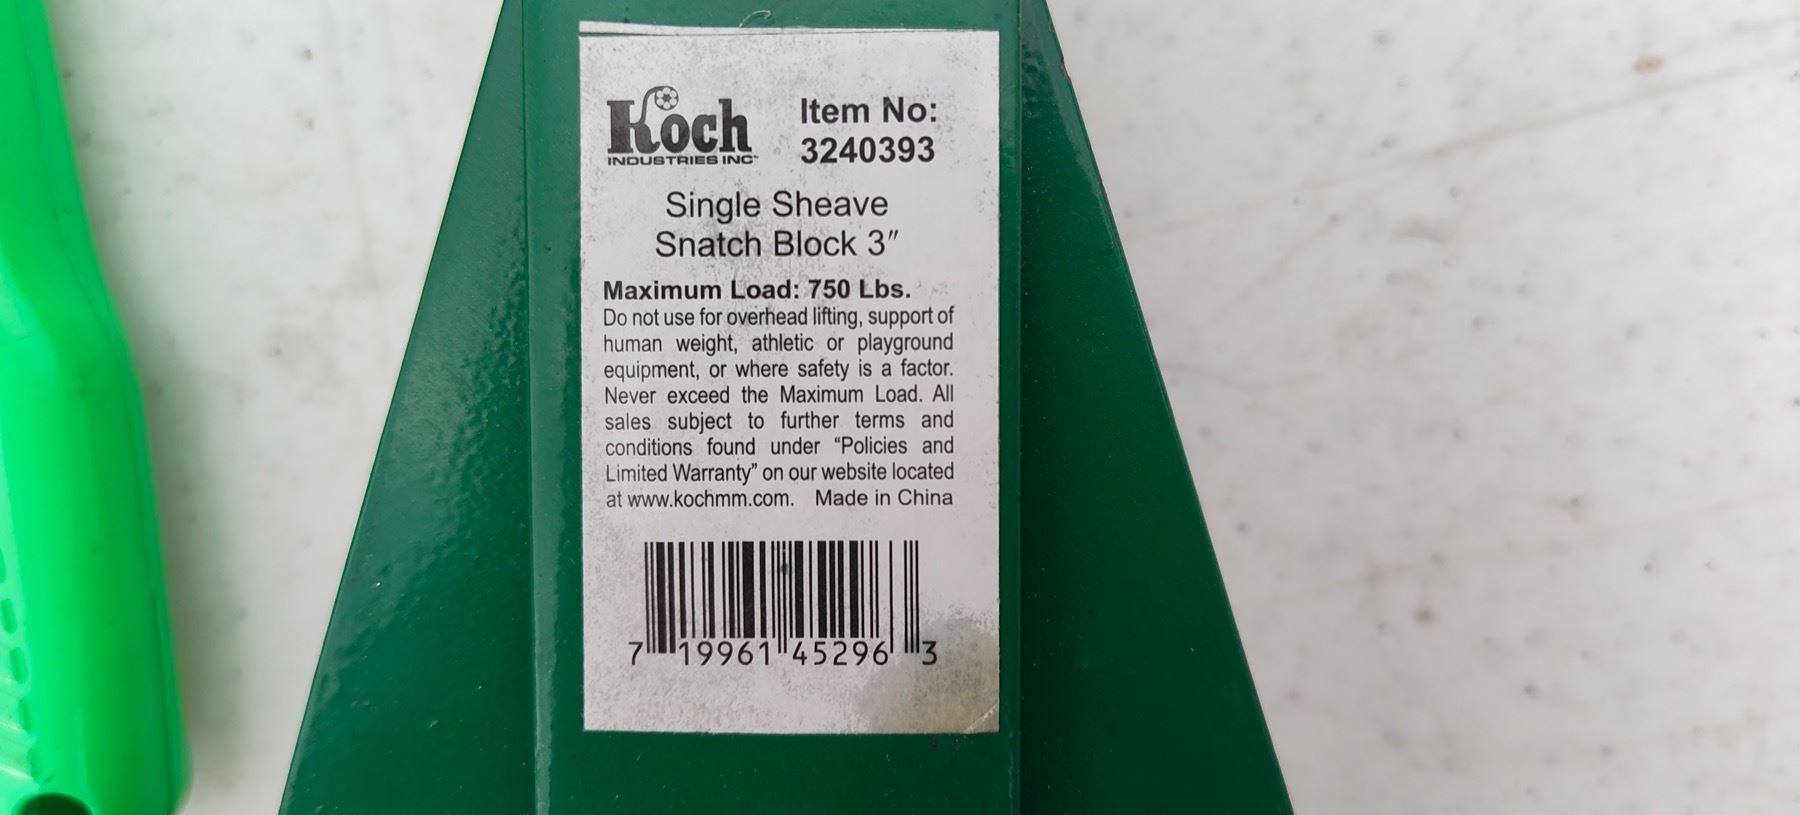 Koch
INDUSTRIES INC
Item No:
3240393
Single Sheave
Snatch Block 3″
Maximum Load: 750 Lbs.
Do not use for overhead lifting, support of
human weight, athletic or playground
equipment, or where safety is a factor.
Never exceed the Maximum Load. All
sales subject to further terms and
conditions found under “Policies and
Limited Warranty” on our website located
at www.kochmm.com. Made in China
7 19961 45296 3